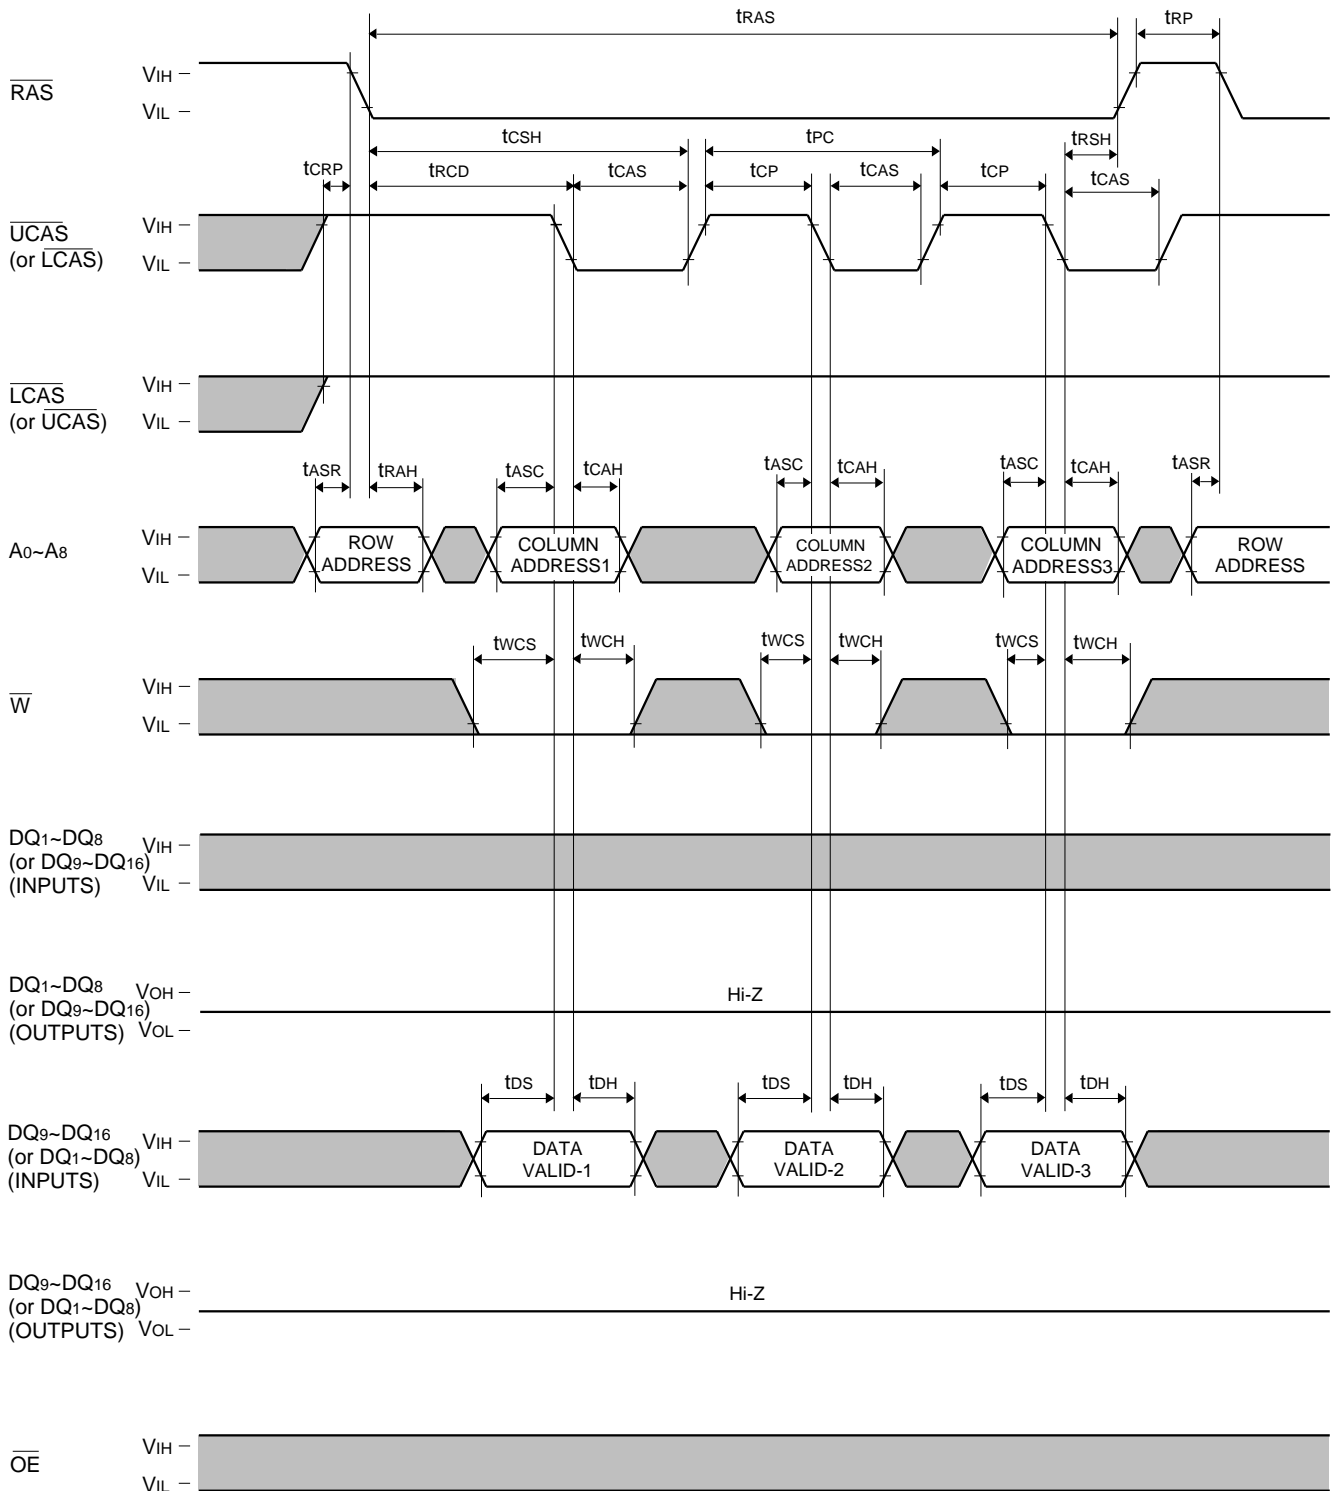 tRAS tRP
RAS
VIH
VIL
tCSH tPC tRSH
tCRP tRCD tCAS tCP tCAS tCP tCAS
UCAS
(or LCAS)
VIH
VIL
LCAS
(or UCAS)
VIH
VIL
tASR tRAH tASC tCAH tASC tCAH tASC tCAH tASR
A0~A8
VIH
VIL
ROW
ADDRESS
COLUMN
ADDRESS1
COLUMN
ADDRESS2
COLUMN
ADDRESS3
ROW
ADDRESS
tWCS tWCH tWCS tWCH tWCS tWCH
W
VIH
VIL
DQ1~DQ8
(or DQ9~DQ16)
(INPUTS)
VIH
VIL
DQ1~DQ8
(or DQ9~DQ16)
(OUTPUTS)
VOH
VOL
Hi-Z
tDS tDH tDS tDH tDS tDH
DQ9~DQ16
(or DQ1~DQ8)
(INPUTS)
VIH
VIL
DATA
VALID-1
DATA
VALID-2
DATA
VALID-3
DQ9~DQ16
(or DQ1~DQ8)
(OUTPUTS)
VOH
VOL
Hi-Z
OE
VIH
VIL